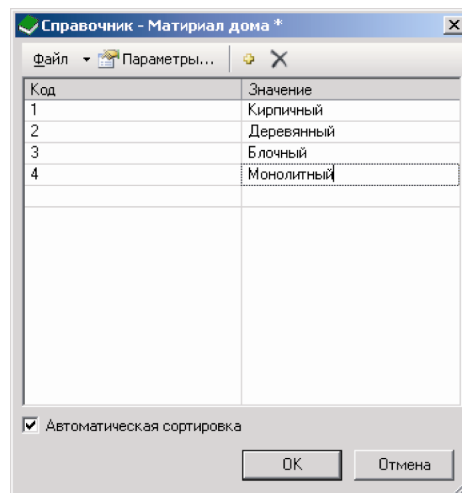 Справочник - Матириал дома *
Файл Параметры...
Код Значение
1 Кирпичный
2 Деревянный
3 Блочный
4 Монолитный
Автоматическая сортировка
OK Отмена